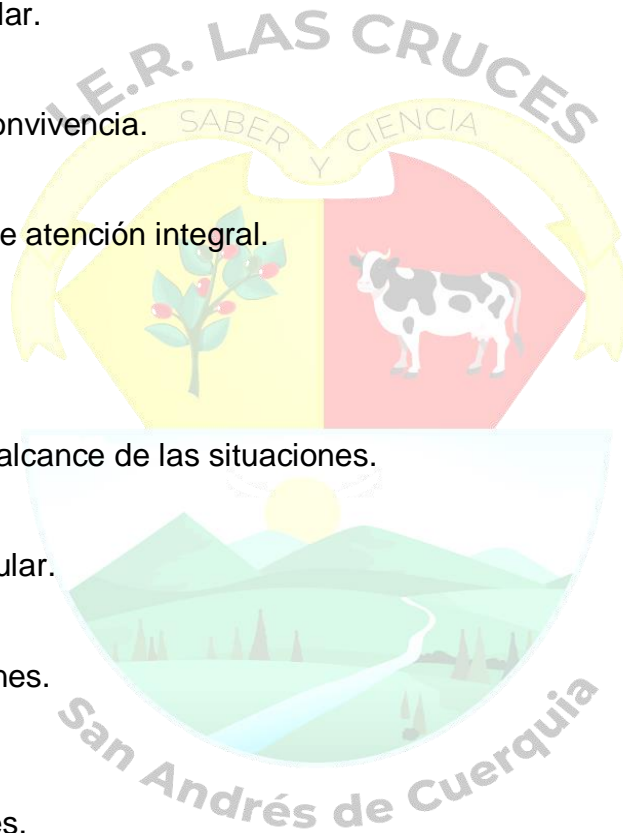 lar.
I.E.R. LAS CRUCES
onvivencia.
SABER Y CIENCIA
e atención integral.
alcance de las situaciones.
ular.
nes.
San Andrés de Cuerquia
es.